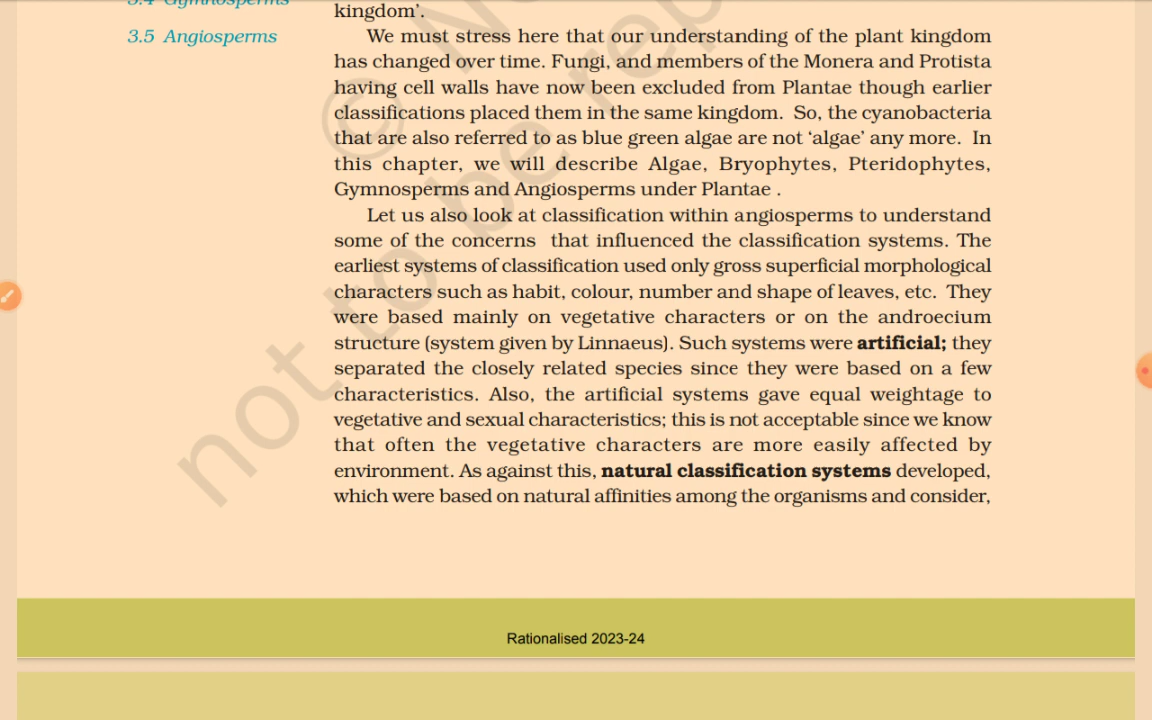 3.4 Gymnosperms
kingdom’.
3.5 Angiosperms
We must stress here that our understanding of the plant kingdom
has changed over time. Fungi, and members of the Monera and Protista
having cell walls have now been excluded from Plantae though earlier
classifications placed them in the same kingdom. So, the cyanobacteria
that are also referred to as blue green algae are not ‘algae’ any more. In
this chapter, we will describe Algae, Bryophytes, Pteridophytes,
Gymnosperms and Angiosperms under Plantae .
Let us also look at classification within angiosperms to understand
some of the concerns that influenced the classification systems. The
earliest systems of classification used only gross superficial morphological
characters such as habit, colour, number and shape of leaves, etc. They
were based mainly on vegetative characters or on the androecium
structure (system given by Linnaeus). Such systems were artificial; they
separated the closely related species since they were based on a few
characteristics. Also, the artificial systems gave equal weightage to
vegetative and sexual characteristics; this is not acceptable since we know
that often the vegetative characters are more easily affected by
environment. As against this, natural classification systems developed,
which were based on natural affinities among the organisms and consider,
© N
not to be rep
Rationalised 2023-24